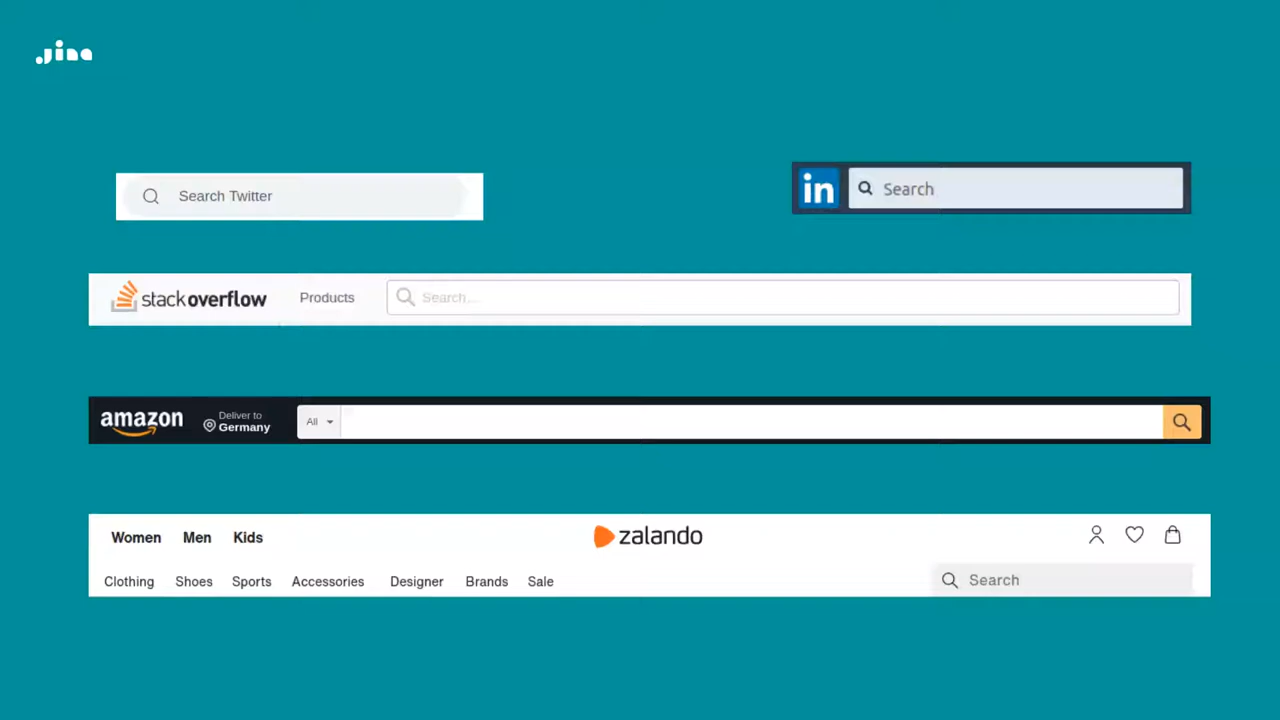 jina
Search Twitter
in Search
stackoverflow Products Search...
amazon Deliver to Germany All
Women Men Kids zalando
Clothing Shoes Sports Accessories Designer Brands Sale Search